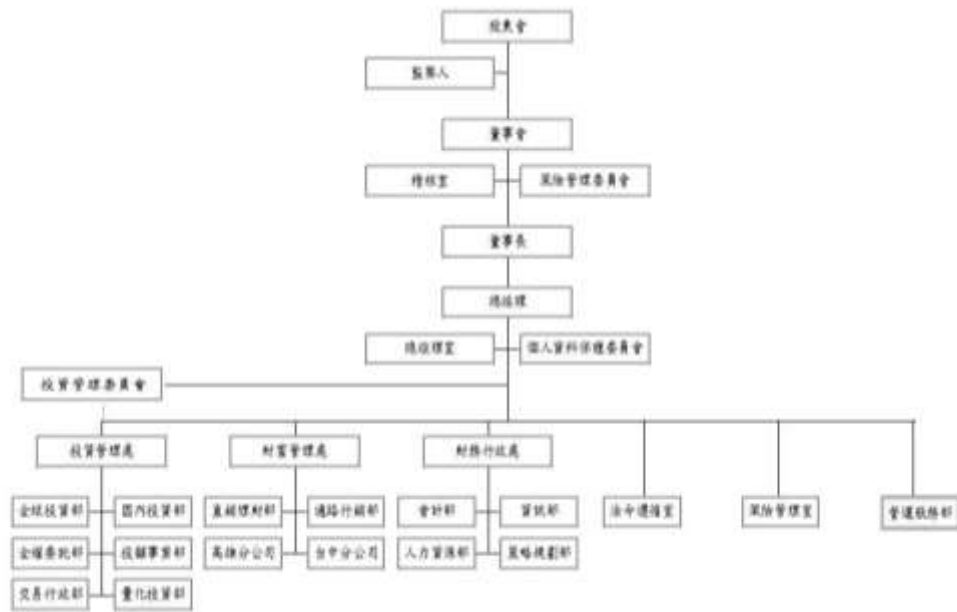 股東會
監察人
董事會
稽核室 風險管理委員會
董事長
總經理
總經理室 個人資料保護委員會
投資管理委員會
投資管理處 財富管理處 財務行政處
全球投資部 國內投資部 直銷理財部 通路行銷部 會計部 資訊部 法令遵循室 風險管理室 營運服務部
全權委託部 投顧事業部 高雄分公司 台中分公司 人力資源部 策略規劃部
交易行政部 量化投資部